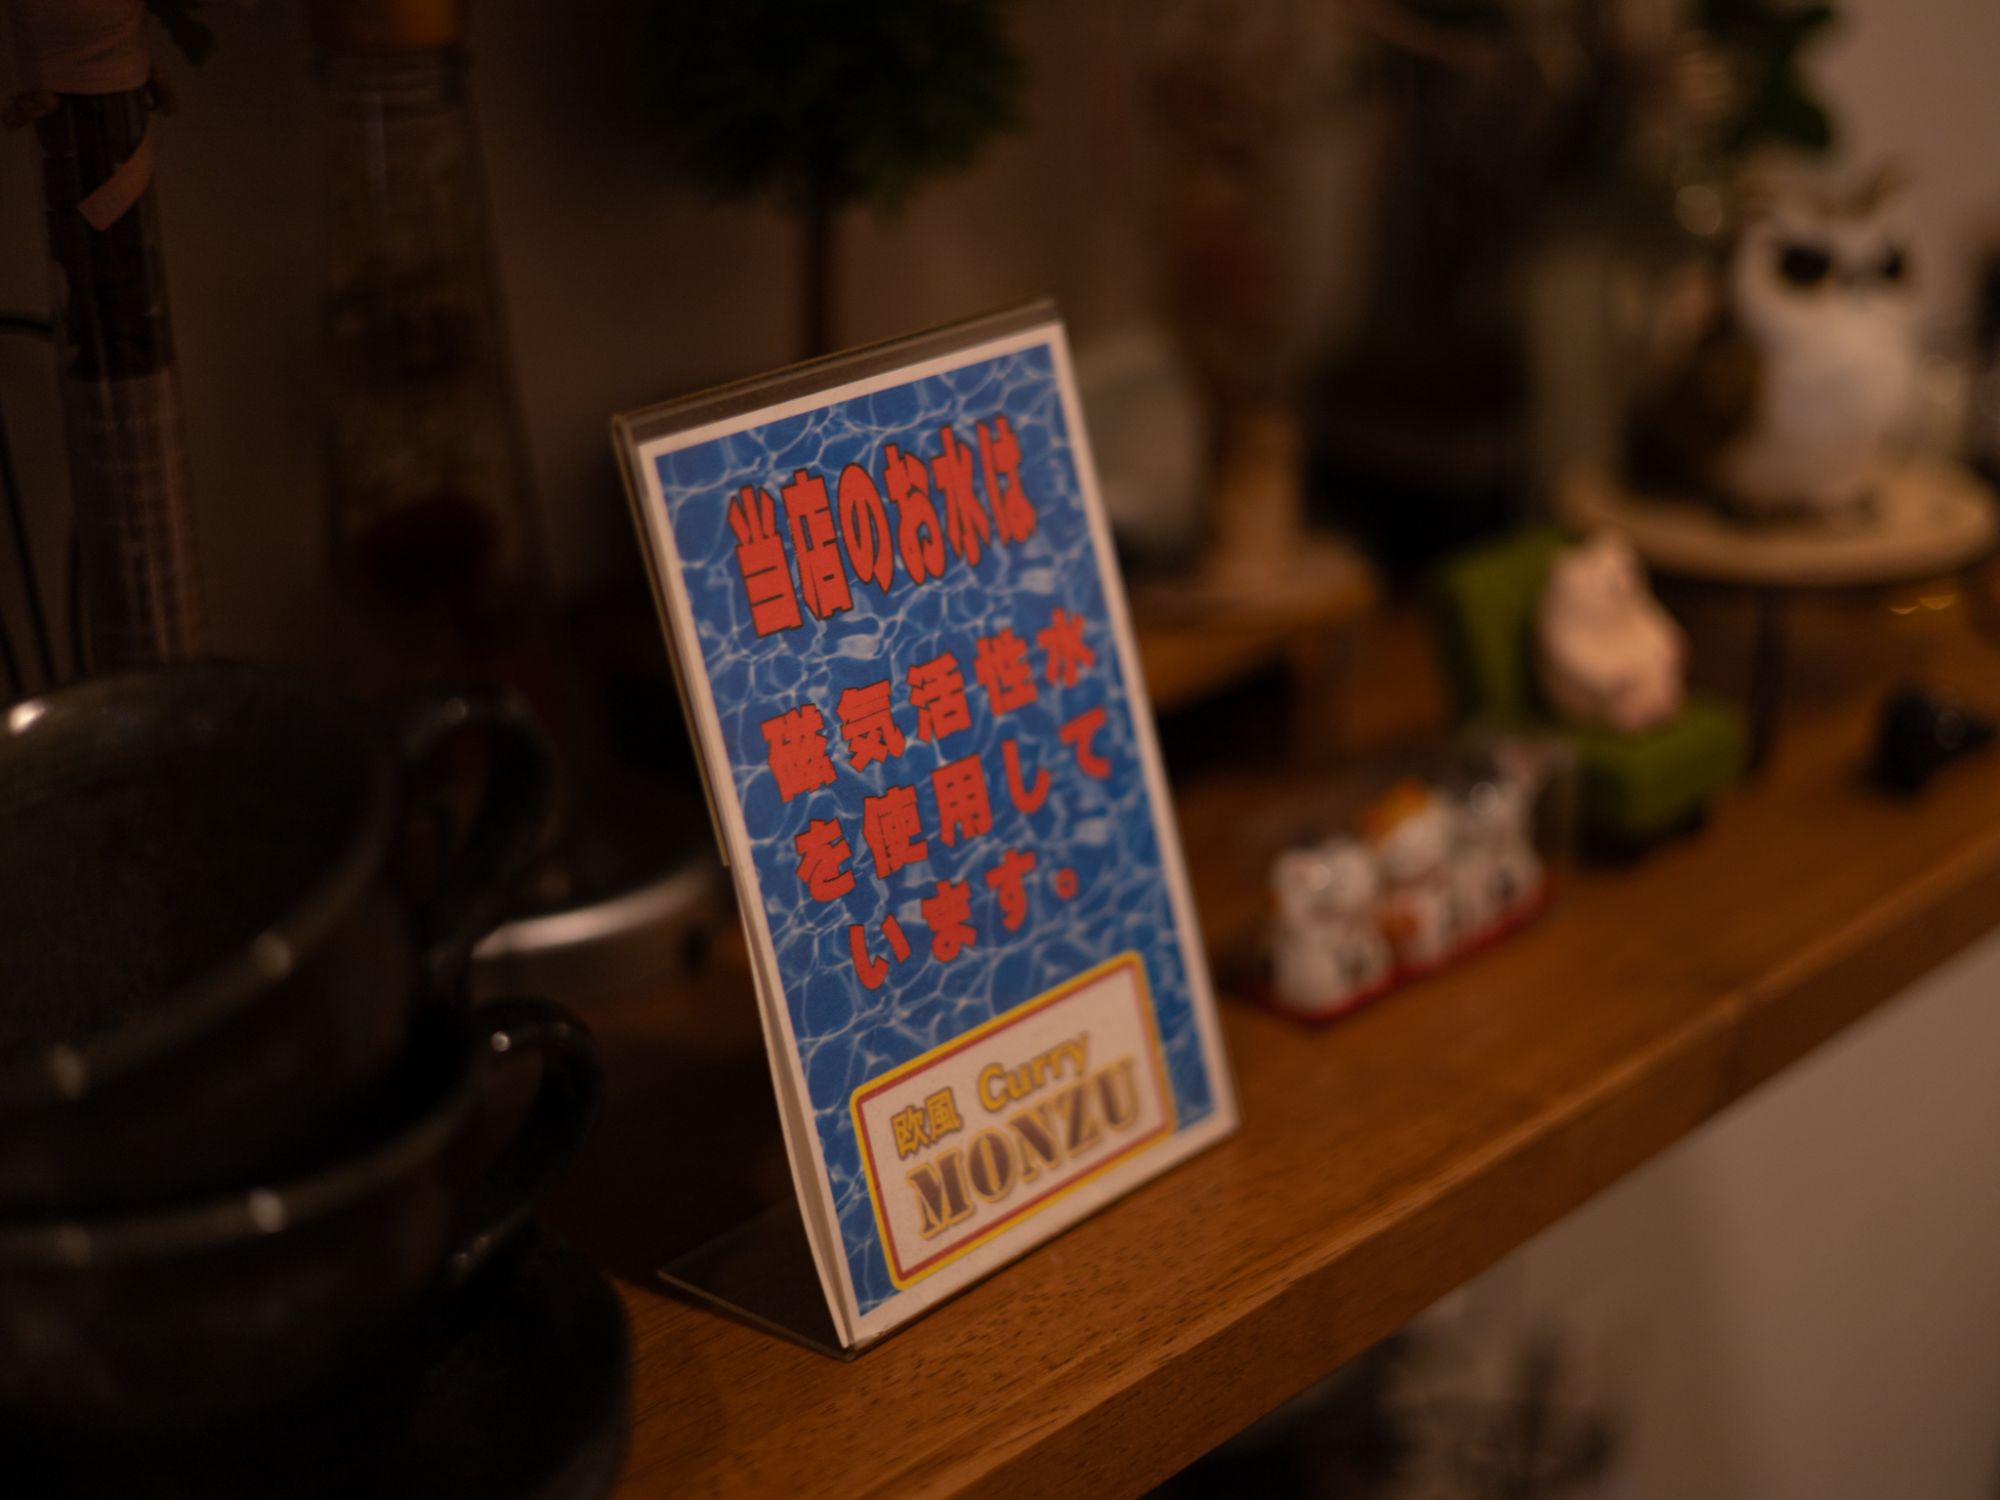 当店のお水は
磁気活性水
を使用して
います。
欧風 Curry
MONZU